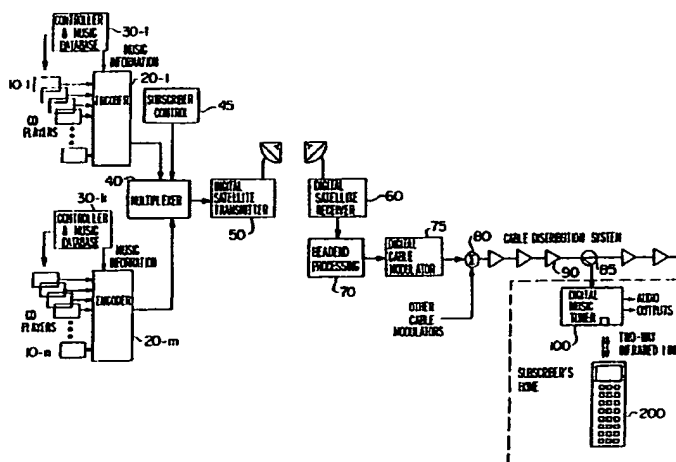 CONTROLLER
& MUSIC
DATABASE
30-1
MUSIC
INFORMATION
20-1
10-1
ENCODER
CD
PLAYERS
SUBSCRIBER
CONTROL
45
40
MULTIPLEXER
DIGITAL
SATELLITE
TRANSMITTER
50
DIGITAL
SATELLITE
RECEIVER
60
HEADEND
PROCESSING
70
75
DIGITAL
CABLE
MODULATOR
80
Σ
CABLE DISTRIBUTION SYSTEM
90
85
OTHER
CABLE
MODULATORS
30-k
CONTROLLER
& MUSIC
DATABASE
MUSIC
INFORMATION
CD
PLAYERS
ENCODER
10-n
20-m
DIGITAL
MUSIC
TUNER
100
AUDIO
OUTPUTS
TWO-WAY
INFRARED
SUBSCRIBER'S
HOME
200